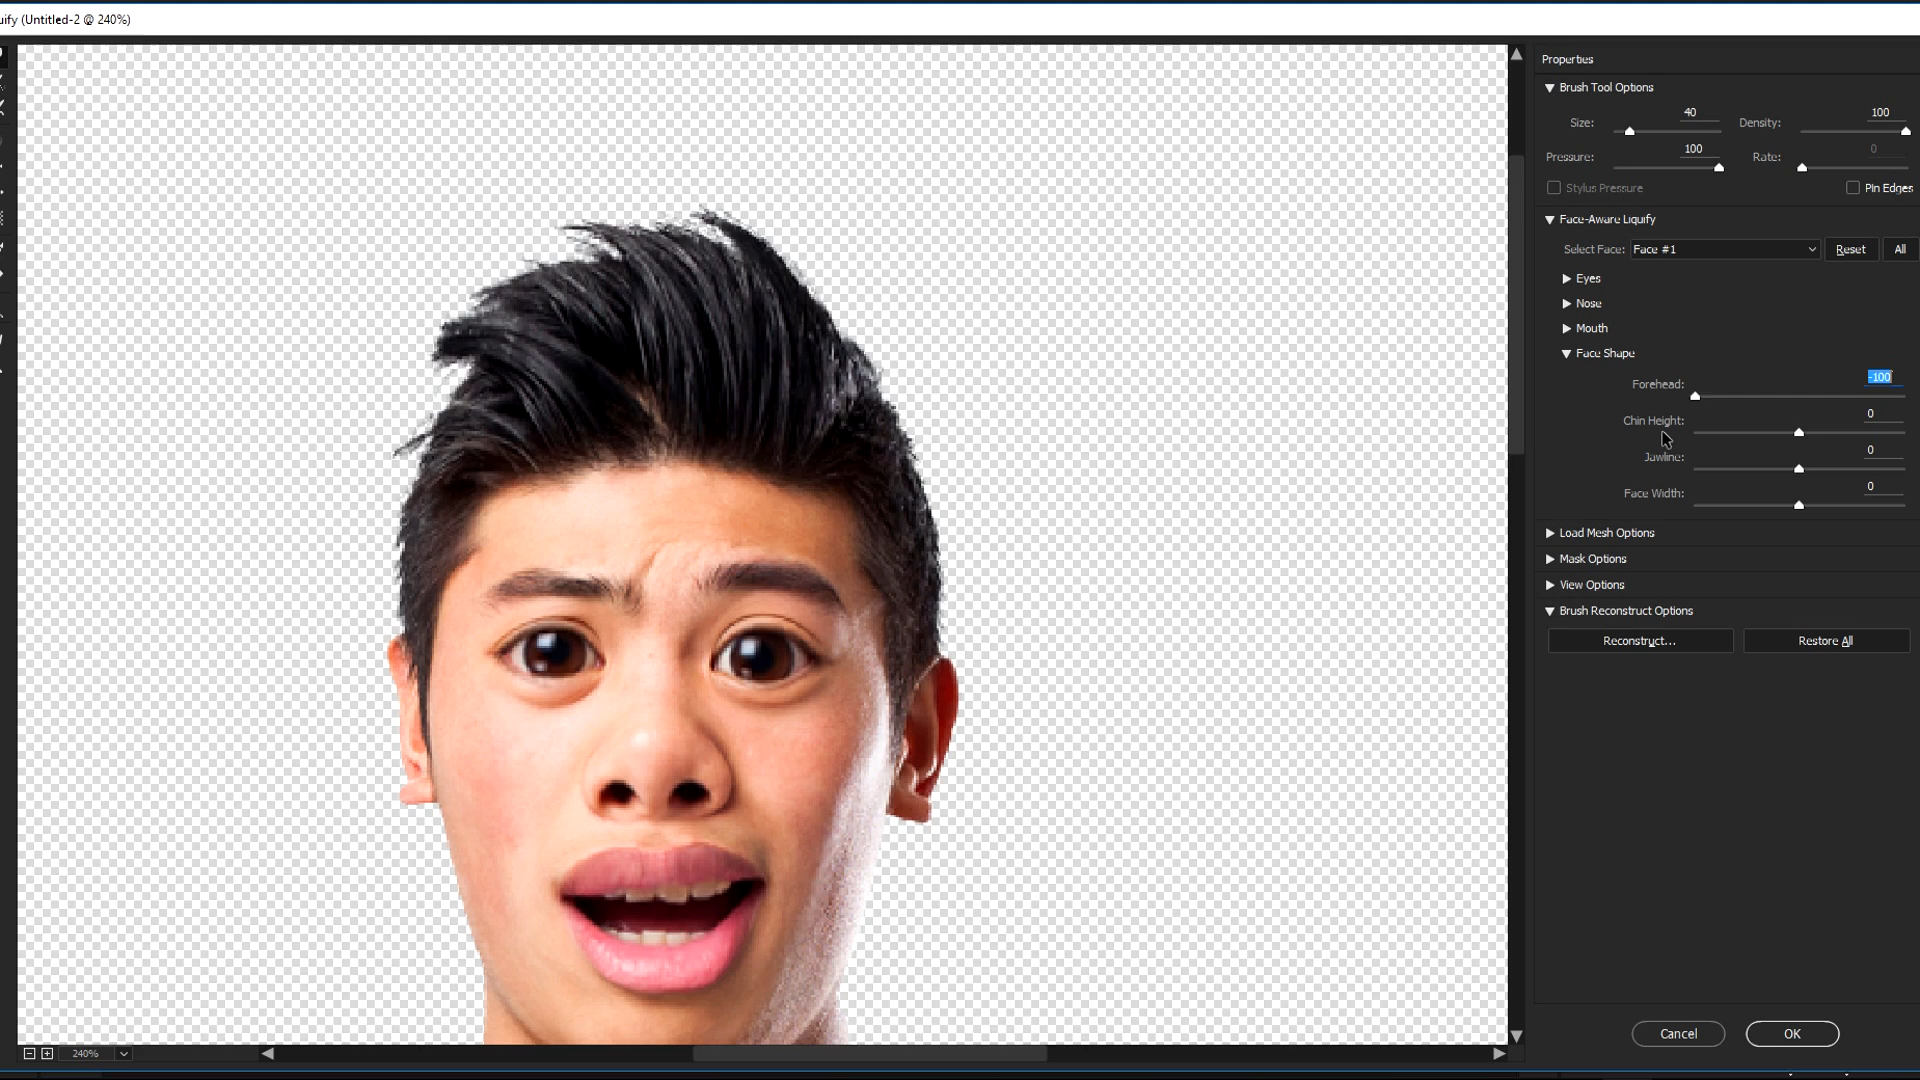 uify (Untitled-2 @ 240%)
Properties
Brush Tool Options
Size: 40 Density: 100
Pressure: 100 Rate: 0
Stylus Pressure Pin Edges
Face-Aware Liquify
Select Face: Face #1 Reset All
Eyes
Nose
Mouth
Face Shape
Forehead: -100
Chin Height: 0
Jawline: 0
Face Width: 0
Load Mesh Options
Mask Options
View Options
Brush Reconstruct Options
Reconstruct... Restore All
Cancel OK
240%